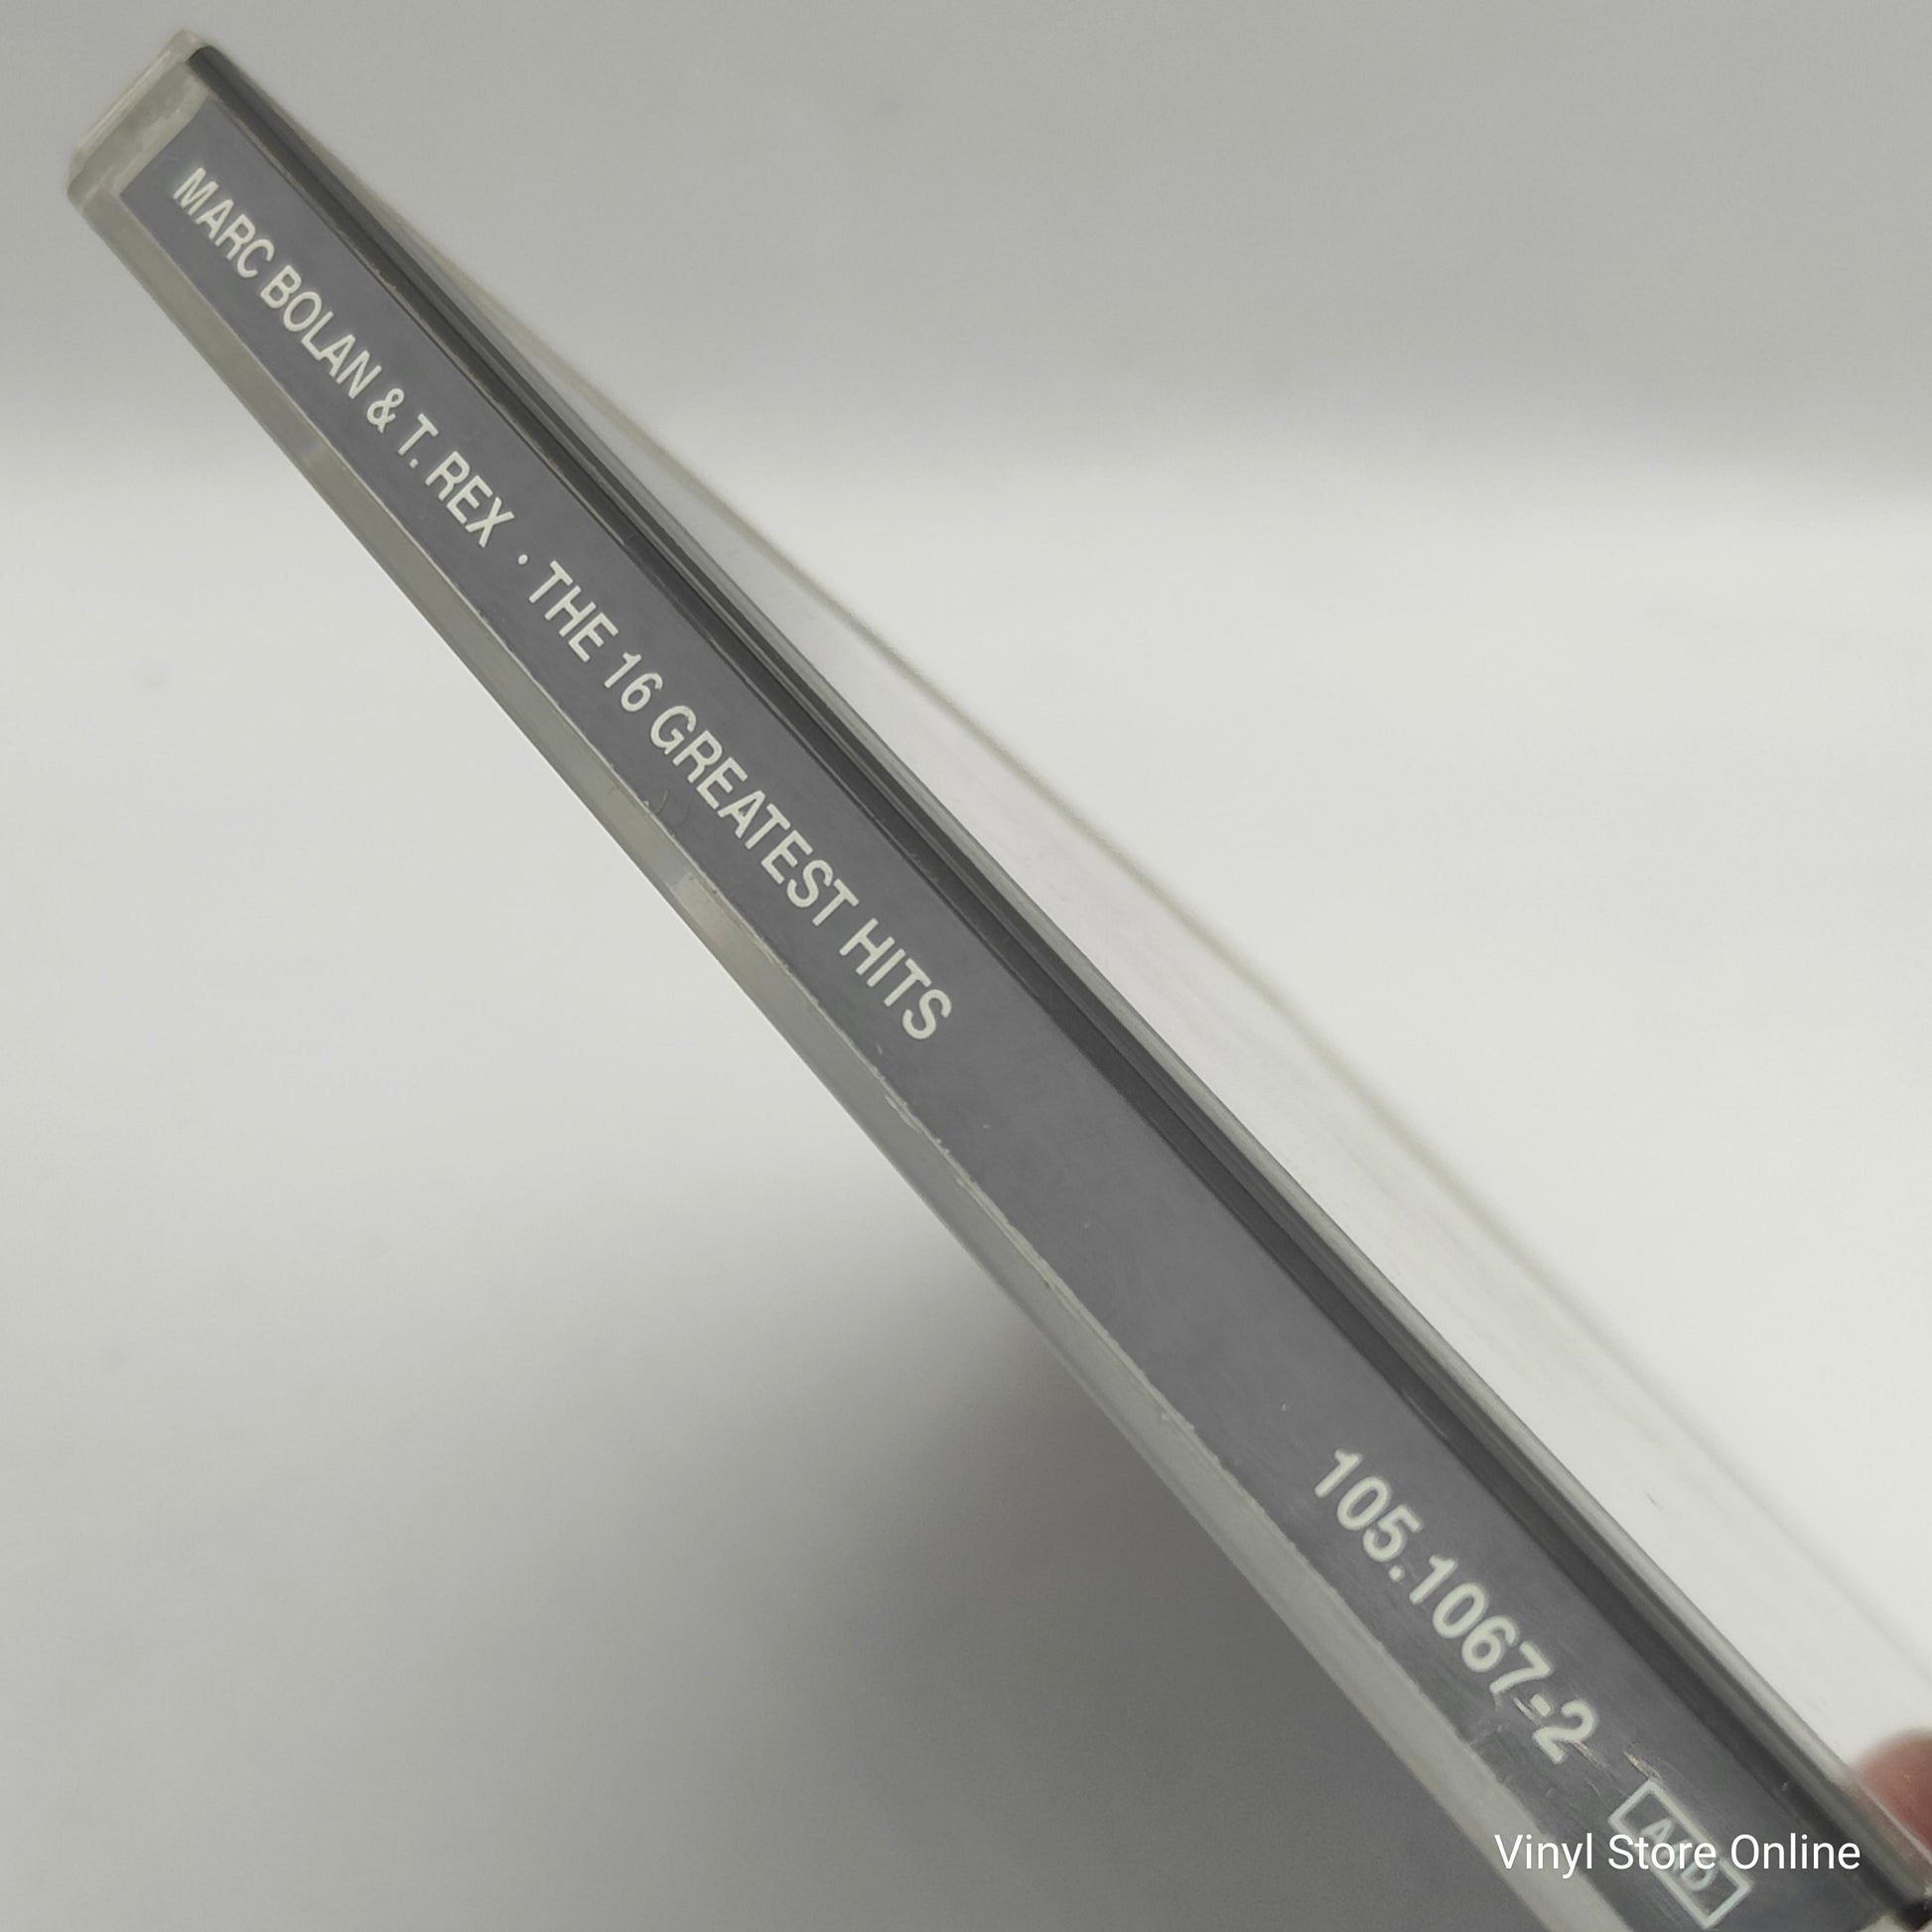 MARC BOLAN & T. REX · THE 16 GREATEST HITS
105.1067-2
Vinyl Store Online